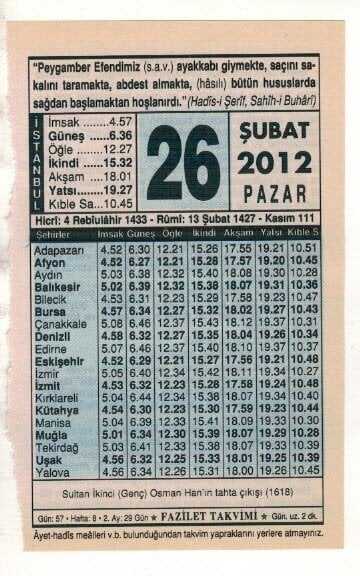 "Peygamber Efendimiz (s.a.v.) ayakkabı giymekte, saçını sa-
kalını taramakta, abdest almakta, (hâsılı) bütün hususlarda
sağdan başlamaktan hoşlanırdı." (Hadîs-i Şerîf, Sahîh-i Buhârî)
İSTANBUL
İmsak ........4.57
Güneş ........6.36
Öğle ........12.27
İkindi ......15.32
Akşam ....18.01
Yatsı.......19.27
Kıble Sa...10.45
26
ŞUBAT
2012
PAZAR
Hicrî: 4 Rebîulâhir 1433 - Rûmî: 13 Şubat 1427 - Kasım 111
Şehirler İmsak Güneş Öğle İkindi Akşam Yatsı Kıble S
Adapazarı 4.52 6.30 12.21 15.26 17.55 19.21 10.51
Afyon 4.52 6.27 12.21 15.28 17.57 19.20 10.45
Aydın 5.03 6.38 12.32 15.40 18.08 19.30 10.28
Balıkesir 5.02 6.39 12.32 15.38 18.07 19.31 10.36
Bilecik 4.53 6.31 12.23 15.29 17.58 19.23 10.47
Bursa 4.57 6.34 12.27 15.32 18.02 19.27 10.43
Çanakkale 5.08 6.46 12.37 15.43 18.12 19.37 10.31
Denizli 4.58 6.32 12.27 15.35 18.04 19.26 10.34
Edirne 5.07 6.46 12.37 15.40 18.10 19.37 10.37
Eskişehir 4.52 6.29 12.21 15.27 17.56 19.21 10.48
İzmir 5.05 6.40 12.34 15.42 18.11 19.34 10.27
İzmit 4.53 6.32 12.23 15.28 17.58 19.24 10.48
Kırklareli 5.04 6.44 12.34 15.38 18.07 19.34 10.40
Kütahya 4.54 6.30 12.23 15.30 17.59 19.23 10.44
Manisa 5.04 6.39 12.33 15.41 18.09 19.33 10.30
Muğla 5.01 6.34 12.30 15.39 18.07 19.29 10.28
Tekirdağ 5.03 6.41 12.33 15.38 18.07 19.33 10.39
Uşak 4.56 6.32 12.25 15.33 18.01 19.25 10.39
Yalova 4.56 6.34 12.26 15.31 18.00 19.26 10.45
Sultan İkinci (Genç) Osman Han'ın tahta çıkışı (1618)
Gün: 57 • Hafta: 8 • 2. Ay: 29 Gün ★ FAZİLET TAKVİMİ ★ Gün. uz. 2 dk.
Âyet-hadîs meâlleri v.b. bulunduğundan takvim yapraklarını yerlere atmayınız.